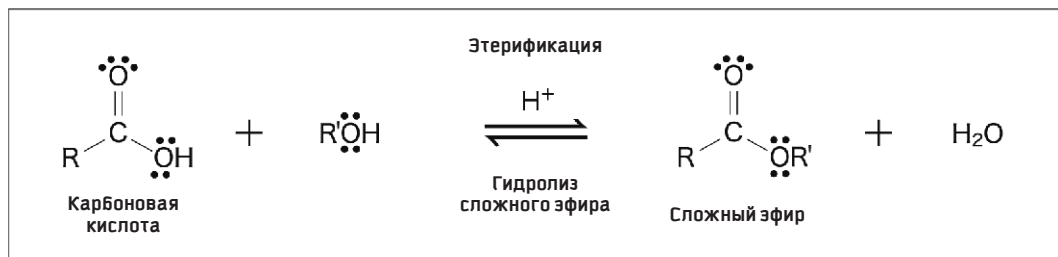 Этерификация
O
H⁺
C
R
OH
+
R'OH
O
C
R
OR'
+
H₂O
Карбоновая
кислота
Гидролиз
сложного эфира
Сложный эфир